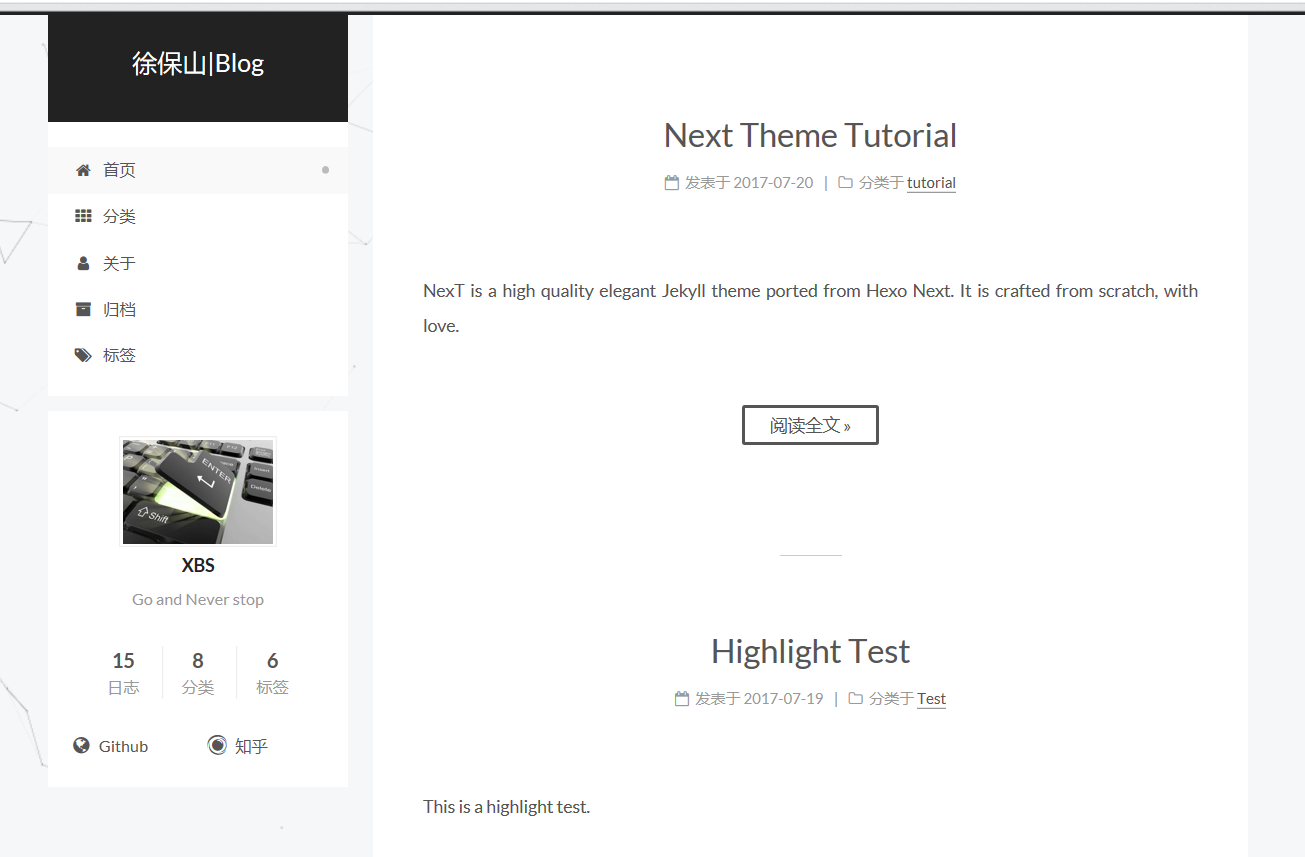 徐保山|Blog
首页
分类
关于
归档
标签
ENTER
Insert
Delete
Shift
XBS
Go and Never stop
15
日志
8
分类
6
标签
Github
知乎
Next Theme Tutorial
发表于 2017-07-20 | 分类于 tutorial
NexT is a high quality elegant Jekyll theme ported from Hexo Next. It is crafted from scratch, with
love.
阅读全文 »
Highlight Test
发表于 2017-07-19 | 分类于 Test
This is a highlight test.